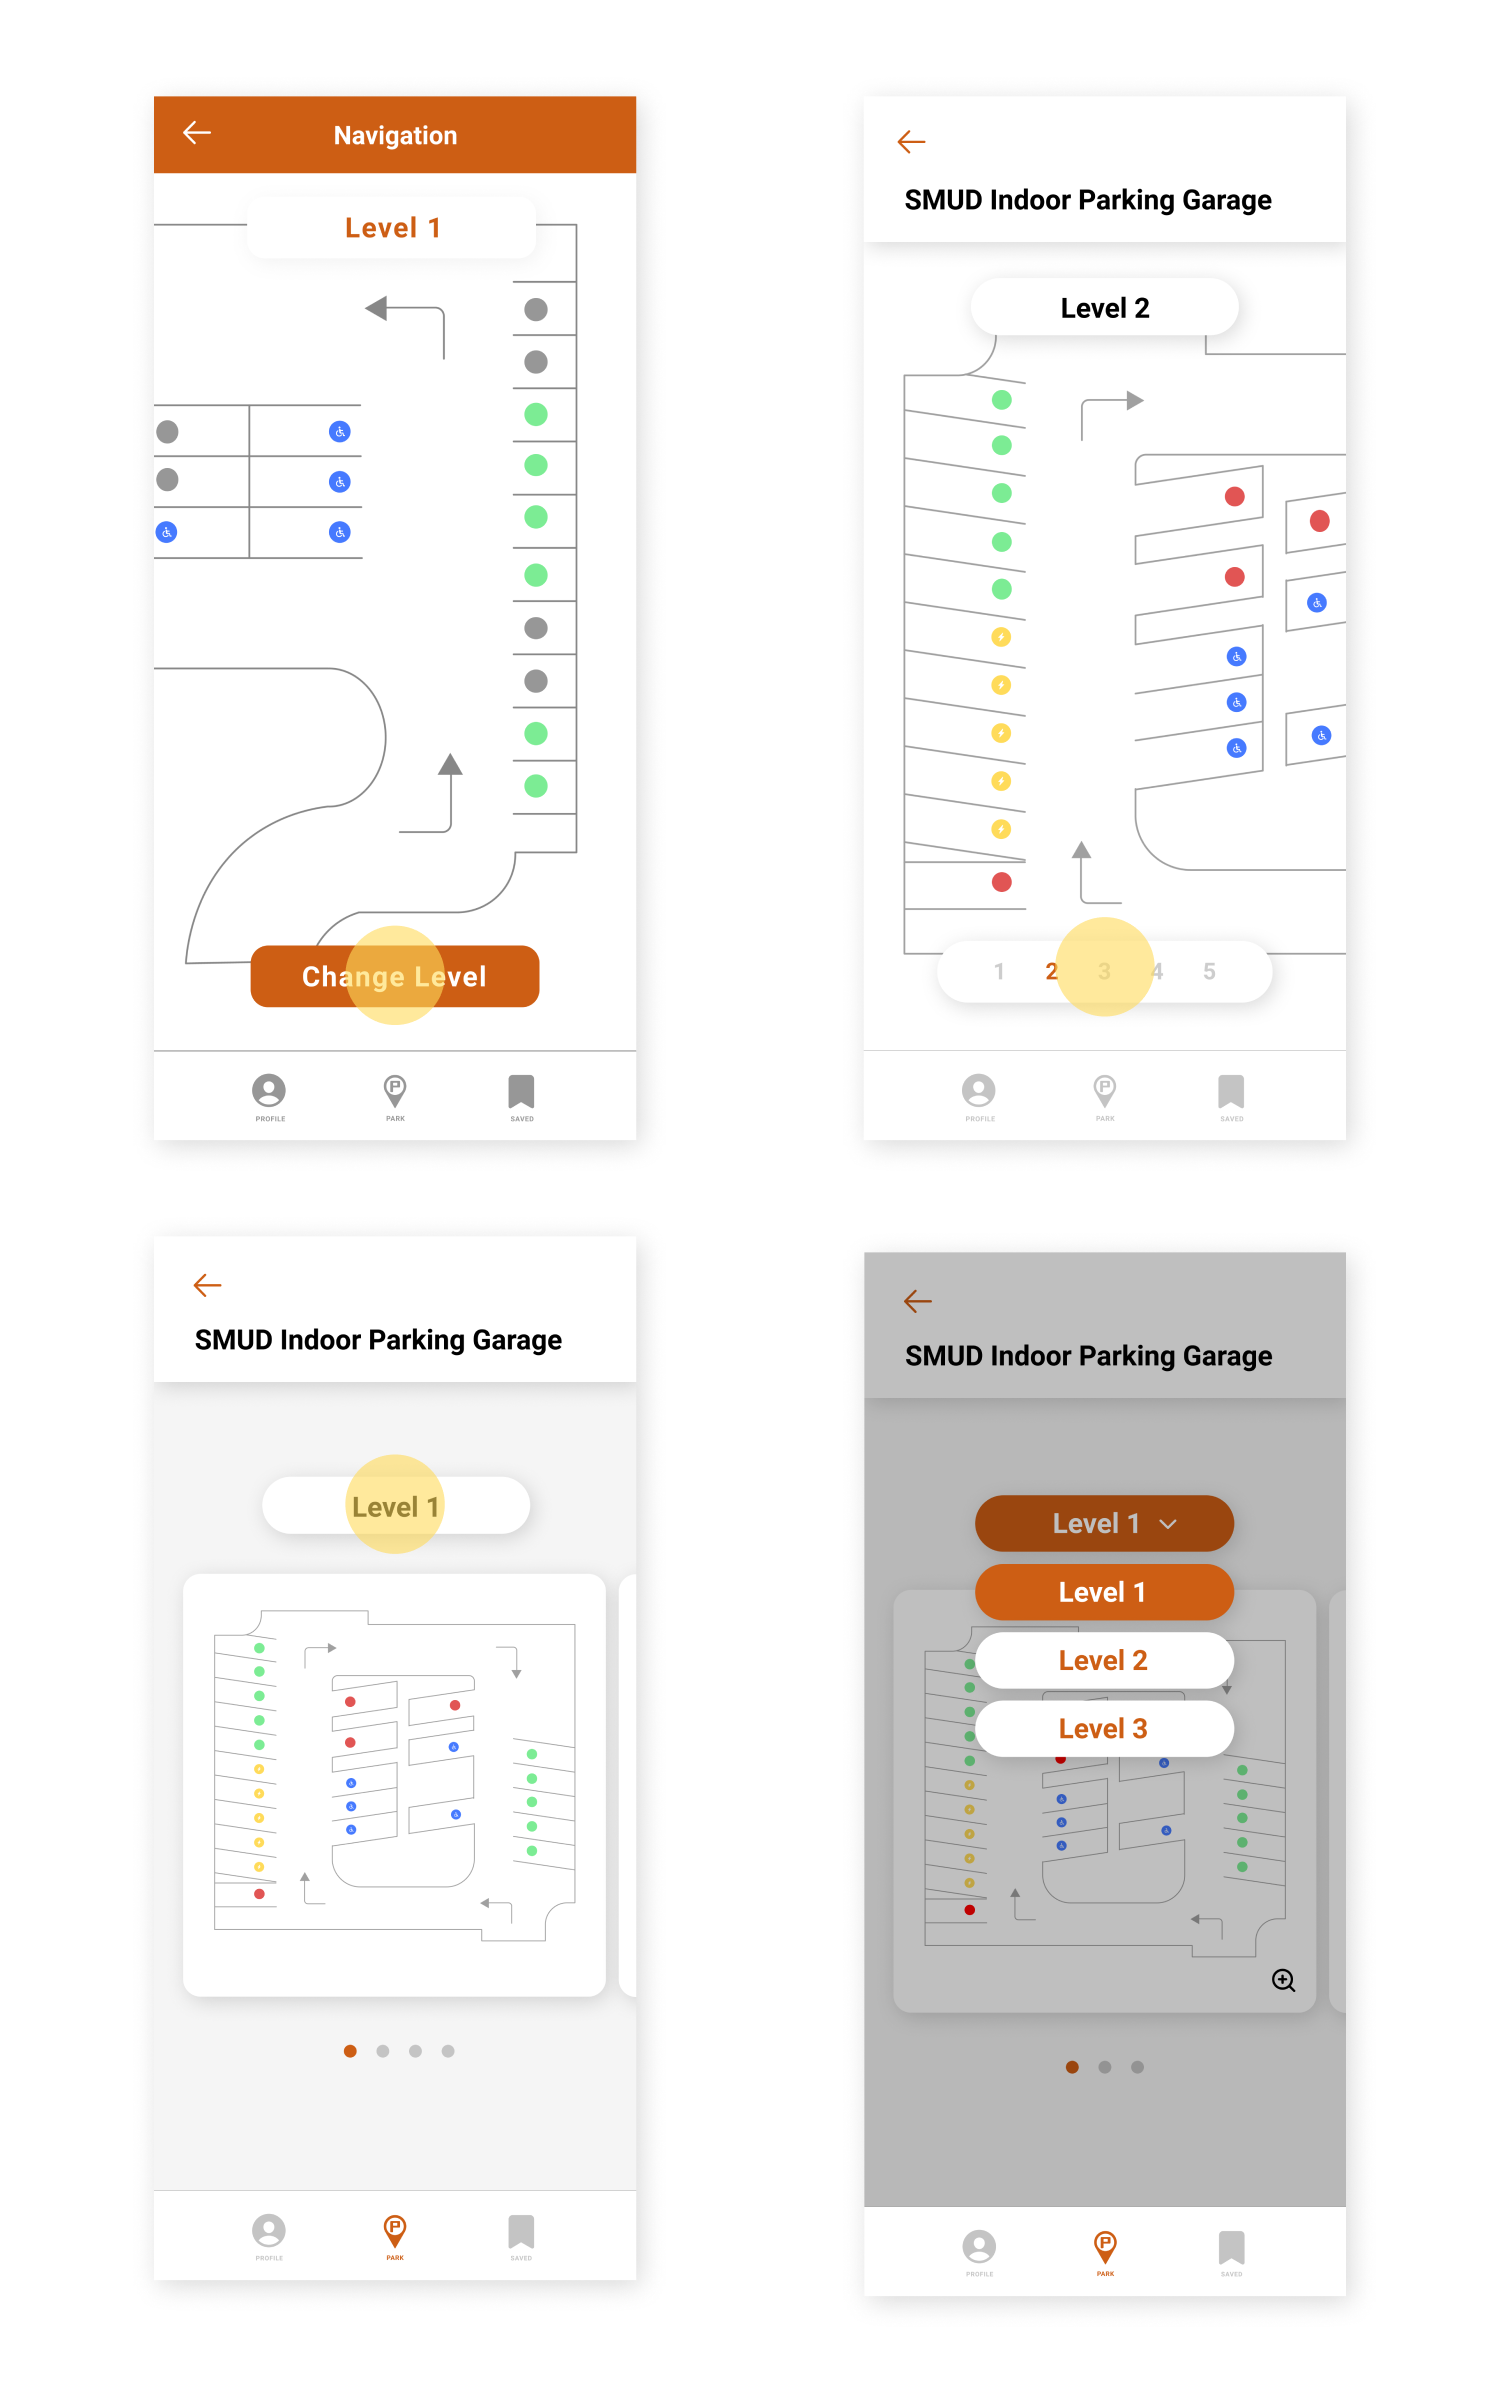 Navigation
Level 1
Change Level
PROFILE
PARK
SAVED
SMUD Indoor Parking Garage
Level 2
1 2 3 4 5
PROFILE
PARK
SAVED
SMUD Indoor Parking Garage
Level 1
PROFILE
PARK
SAVED
SMUD Indoor Parking Garage
Level 1
Level 1
Level 2
Level 3
PROFILE
PARK
SAVED